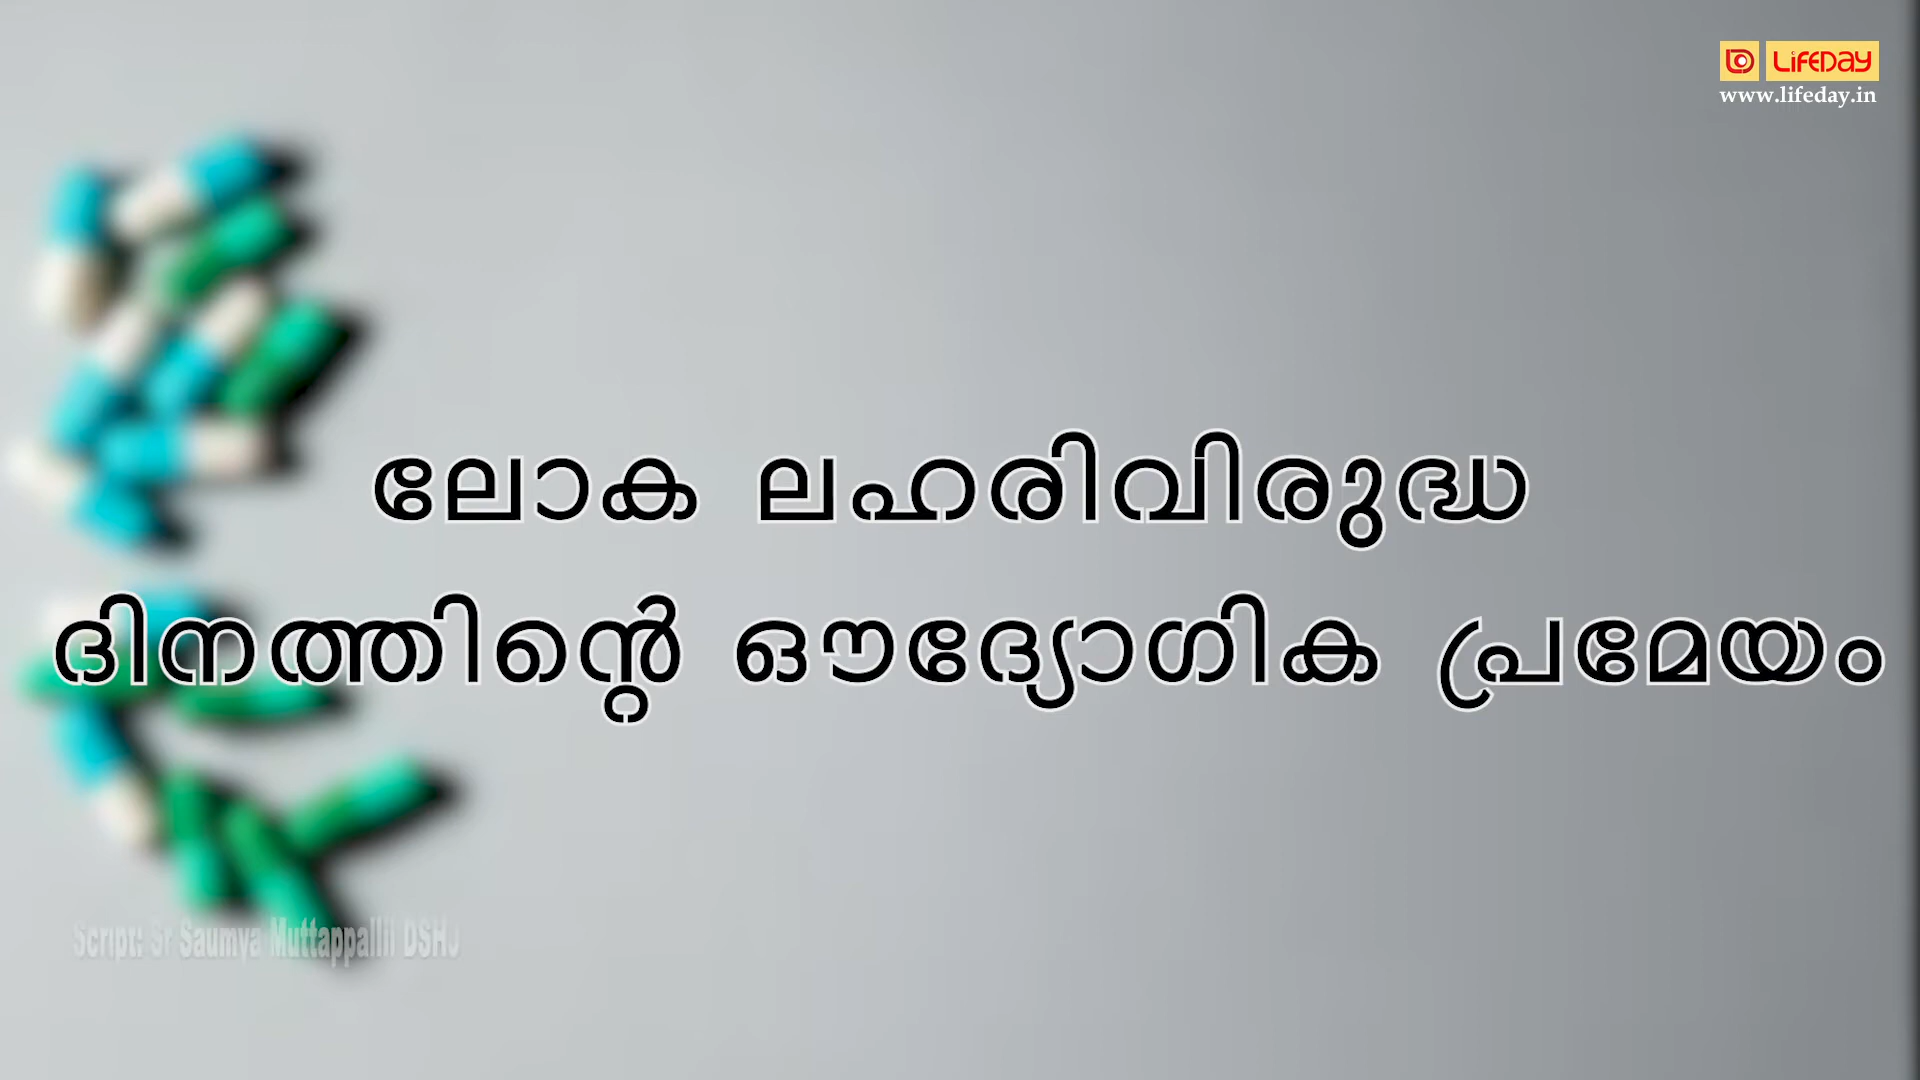 LIFEDAY
www.lifeday.in
ലോക ലഹരിവിരുദ്ധ
ദിനത്തിന്റെ ഔദ്യോഗിക പ്രമേയം
Script: Sr Saumya Muttappallil DSHJ